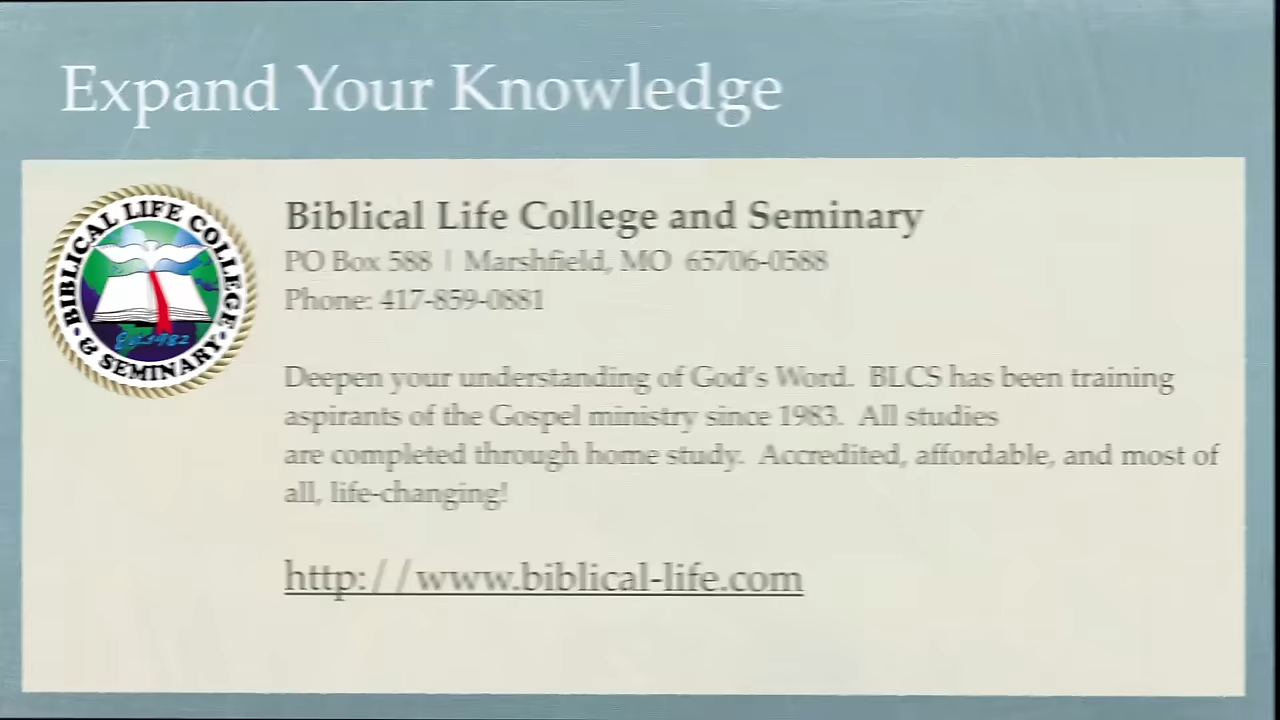 Expand Your Knowledge
BIBLICAL LIFE COLLEGE
& SEMINARY
Est. 1982
Biblical Life College and Seminary
PO Box 588 | Marshfield, MO 65706-0588
Phone: 417-859-0881
Deepen your understanding of God's Word. BLCS has been training
aspirants of the Gospel ministry since 1983. All studies
are completed through home study. Accredited, affordable, and most of
all, life-changing!
http://www.biblical-life.com